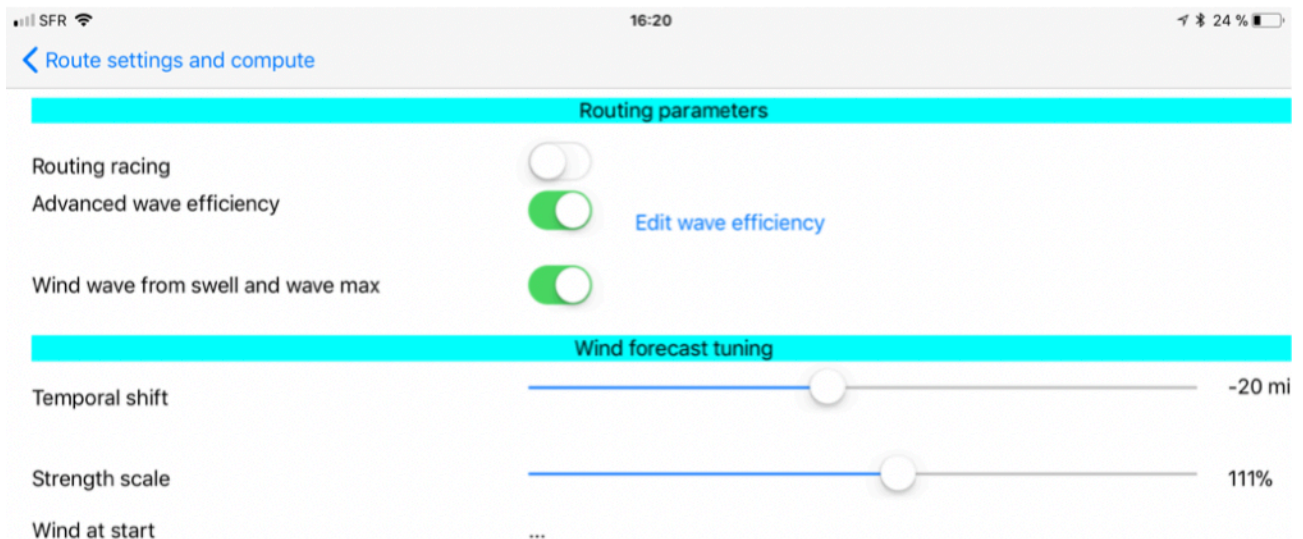 SFR 16:20 24 %
Route settings and compute
Routing parameters
Routing racing
Advanced wave efficiency
Edit wave efficiency
Wind wave from swell and wave max
Wind forecast tuning
Temporal shift -20 mi
Strength scale 111%
Wind at start ...